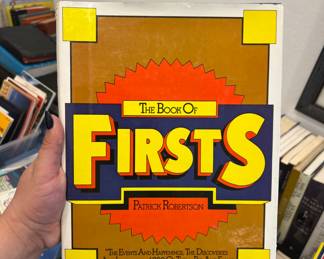 THE BOOK OF
FIRSTS
PATRICK ROBERTSON
"THE EVENTS AND HAPPENINGS, THE DISCOVERIES